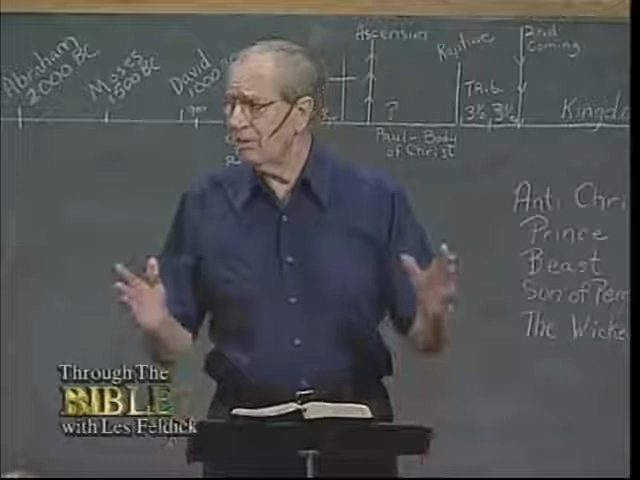 Abraham
2000 BC
Moses
1500 BC
David
1000
Ascension
Rapture
2nd
Coming
Trib.
3½ 3½
?
Kingdo
Paul - Body
of Christ
Anti Chri
Prince
Beast
Son of Per
The Wicke
Through The
BIBLE
with Les Feldick